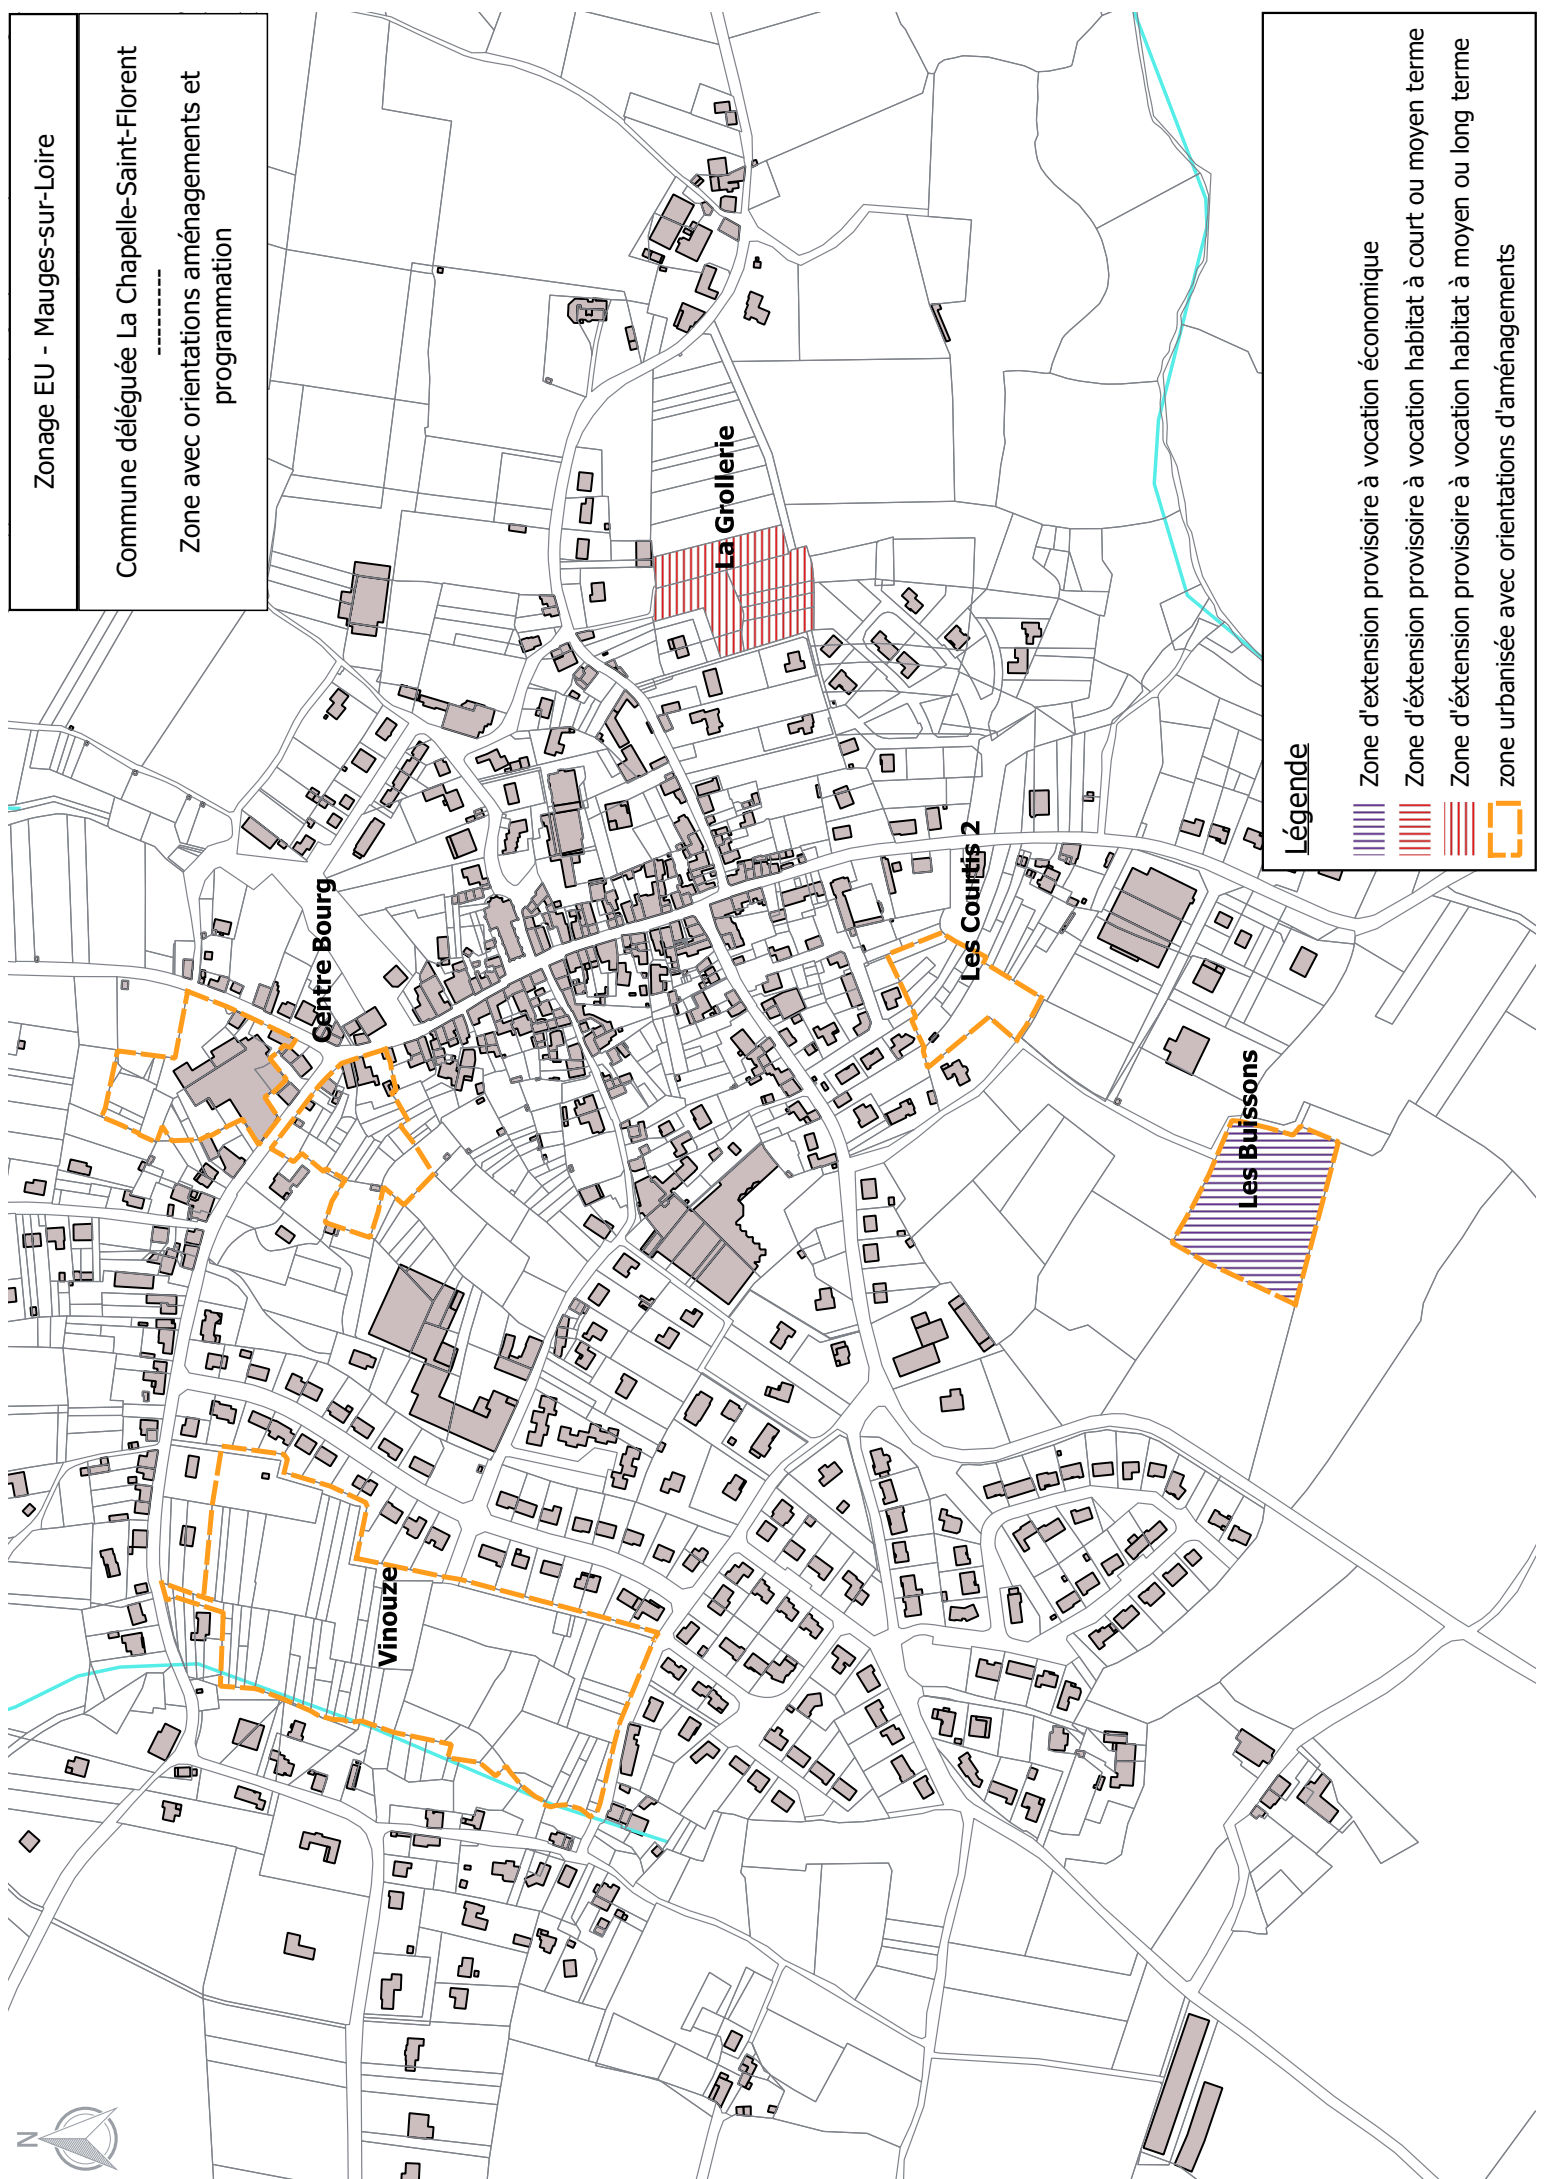 Zonage EU - Mauges-sur-Loire
Commune déléguée La Chapelle-Saint-Florent
----------
Zone avec orientations aménagements et
programmation
N
Centre Bourg
Vinouze
La Grollerie
Les Courtis 2
Les Buissons
Légende
Zone d'extension provisoire à vocation économique
Zone d'éxtension provisoire à vocation habitat à court ou moyen terme
Zone d'éxtension provisoire à vocation habitat à moyen ou long terme
zone urbanisée avec orientations d'aménagements